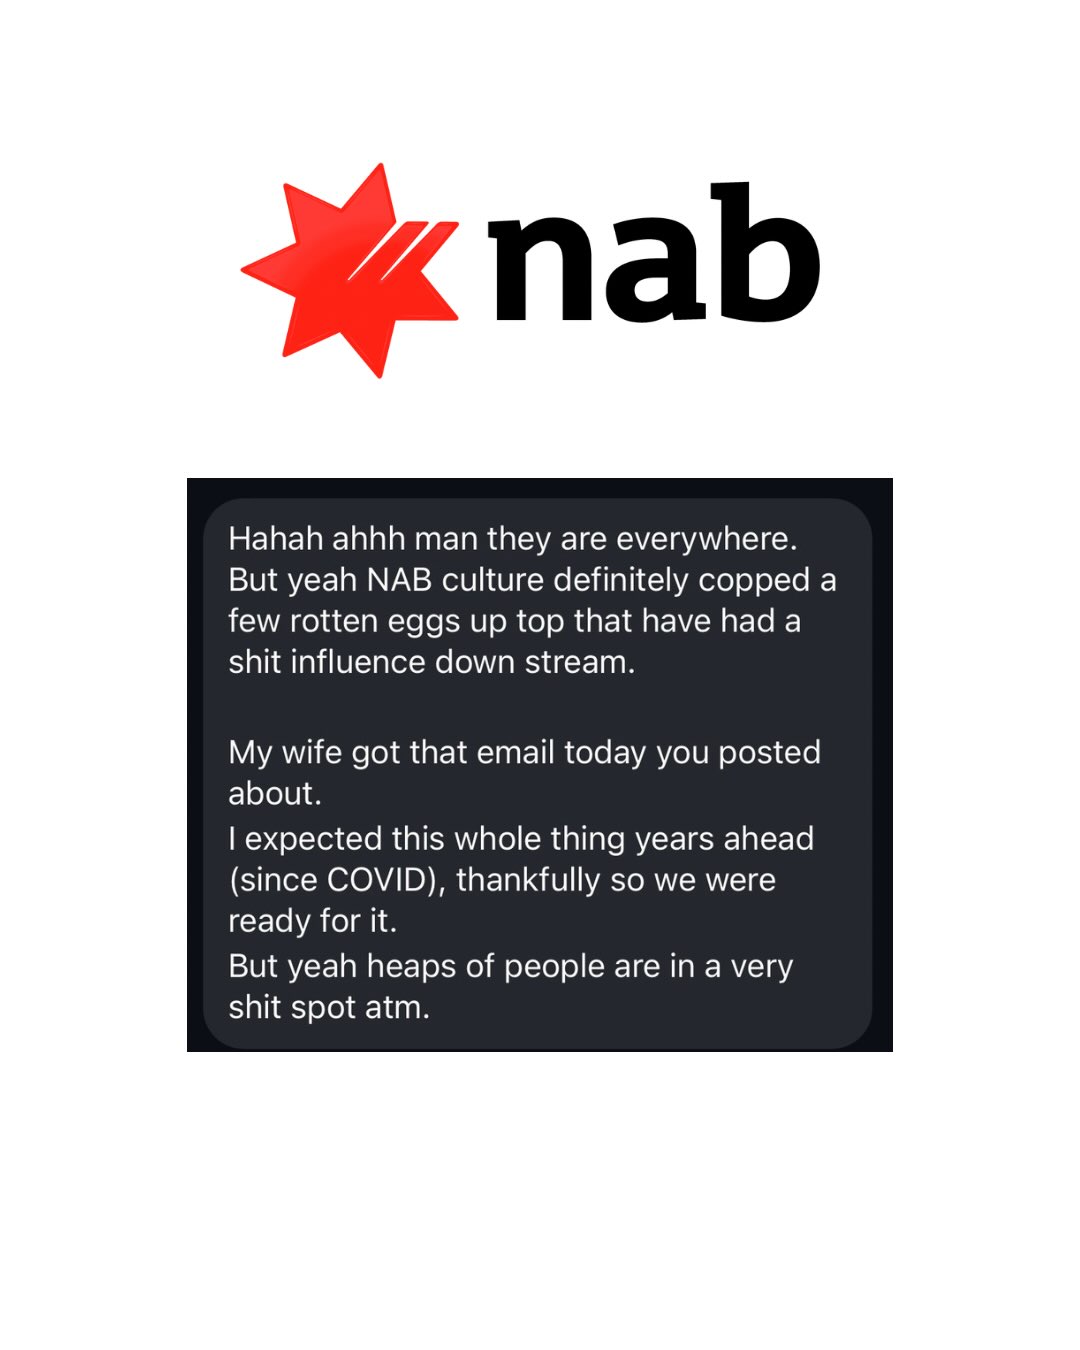 nab
Hahah ahhh man they are everywhere.
But yeah NAB culture definitely copped a
few rotten eggs up top that have had a
shit influence down stream.
My wife got that email today you posted
about.
I expected this whole thing years ahead
(since COVID), thankfully so we were
ready for it.
But yeah heaps of people are in a very
shit spot atm.